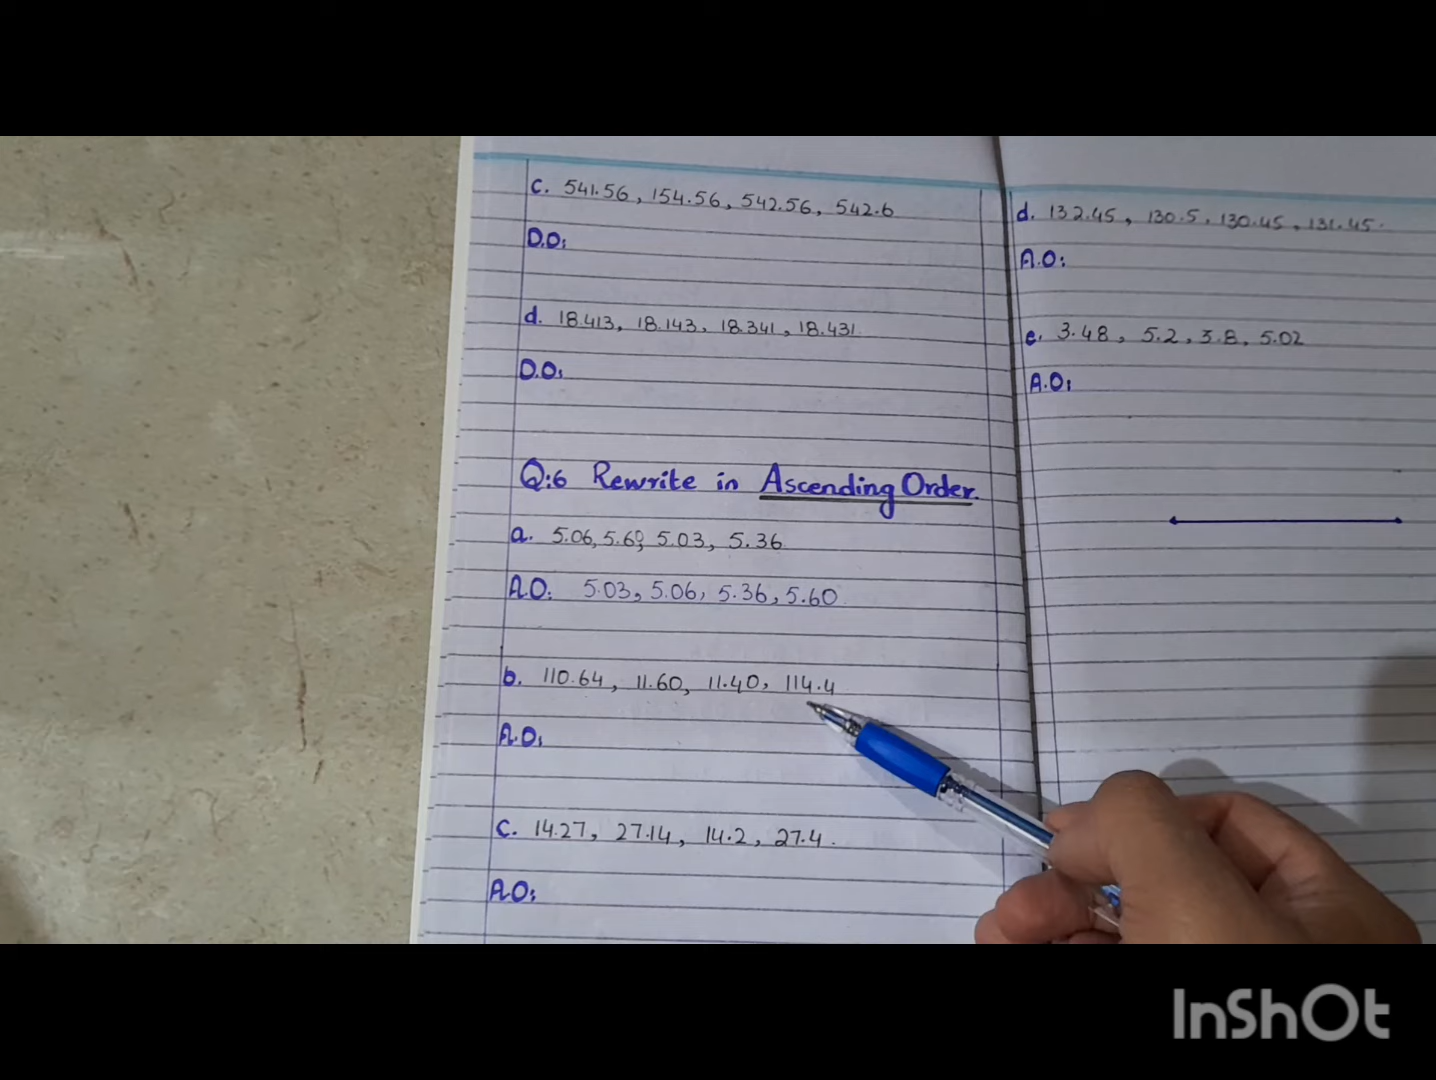 c. 541.56, 154.56, 542.56, 542.6
D.O:
d. 18.413, 18.143, 18.341, 18.431
D.O:
Q:6 Rewrite in Ascending Order.
a. 5.06, 5.60, 5.03, 5.36
A.O: 5.03, 5.06, 5.36, 5.60
b. 110.64, 11.60, 11.40, 114.4
A.O:
c. 14.27, 27.14, 14.2, 27.4.
A.O:
d. 132.45, 130.5, 130.45, 131.45.
A.O:
e. 3.48, 5.2, 3.8, 5.02
A.O:
InShOt